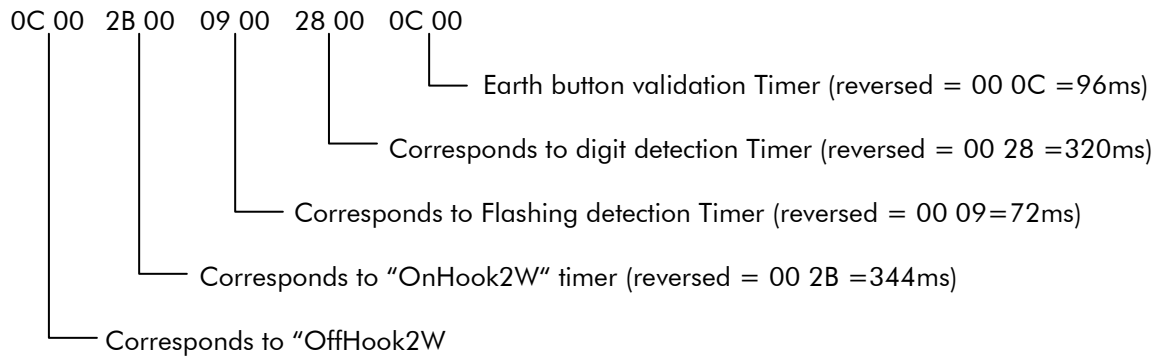 0C 00 2B 00 09 00 28 00 0C 00
Earth button validation Timer (reversed = 00 0C =96ms)
Corresponds to digit detection Timer (reversed = 00 28 =320ms)
Corresponds to Flashing detection Timer (reversed = 00 09=72ms)
Corresponds to “OnHook2W“ timer (reversed = 00 2B =344ms)
Corresponds to “OffHook2W